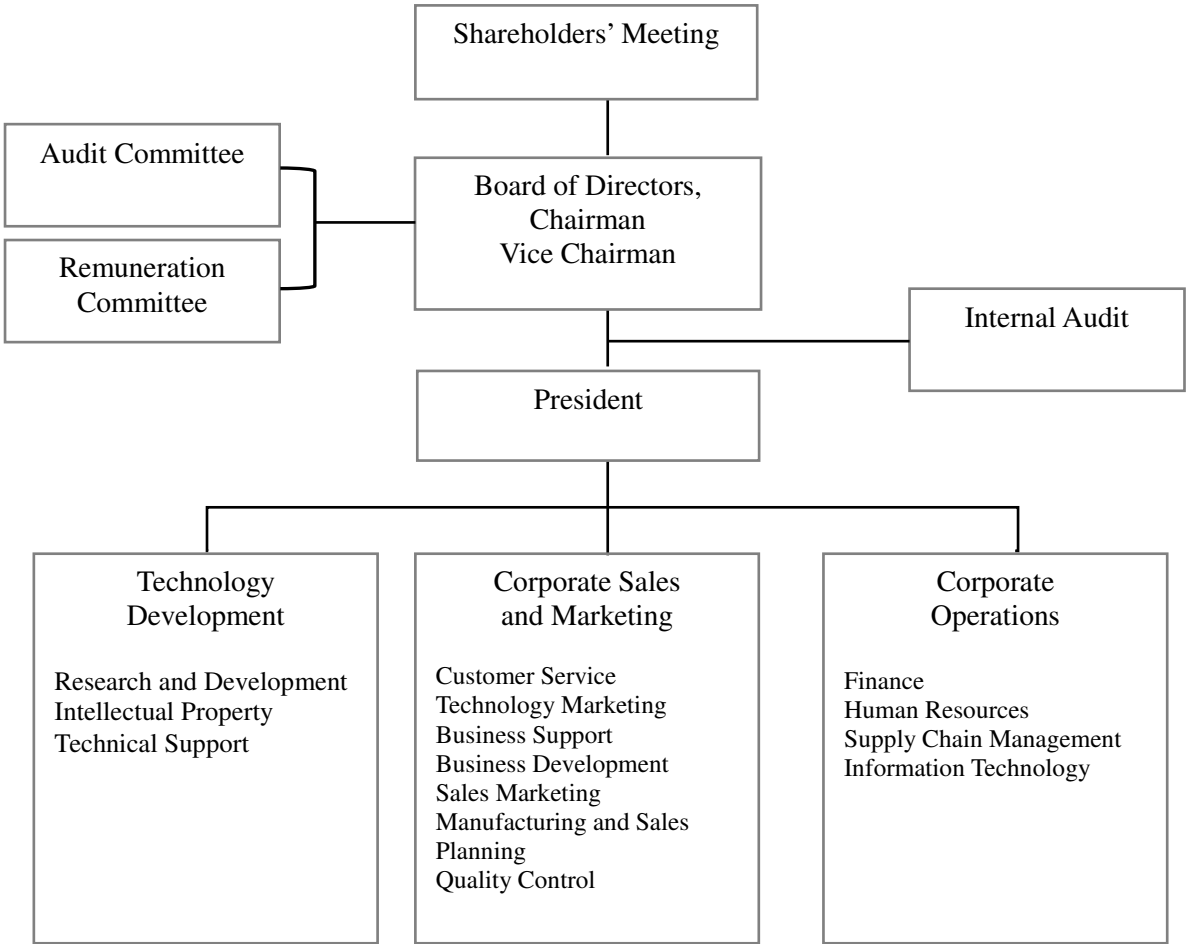 Shareholders’ Meeting
Audit Committee
Board of Directors,
Chairman
Vice Chairman
Remuneration
Committee
Internal Audit
President
Technology
Development
Research and Development
Intellectual Property
Technical Support
Corporate Sales
and Marketing
Customer Service
Technology Marketing
Business Support
Business Development
Sales Marketing
Manufacturing and Sales
Planning
Quality Control
Corporate
Operations
Finance
Human Resources
Supply Chain Management
Information Technology